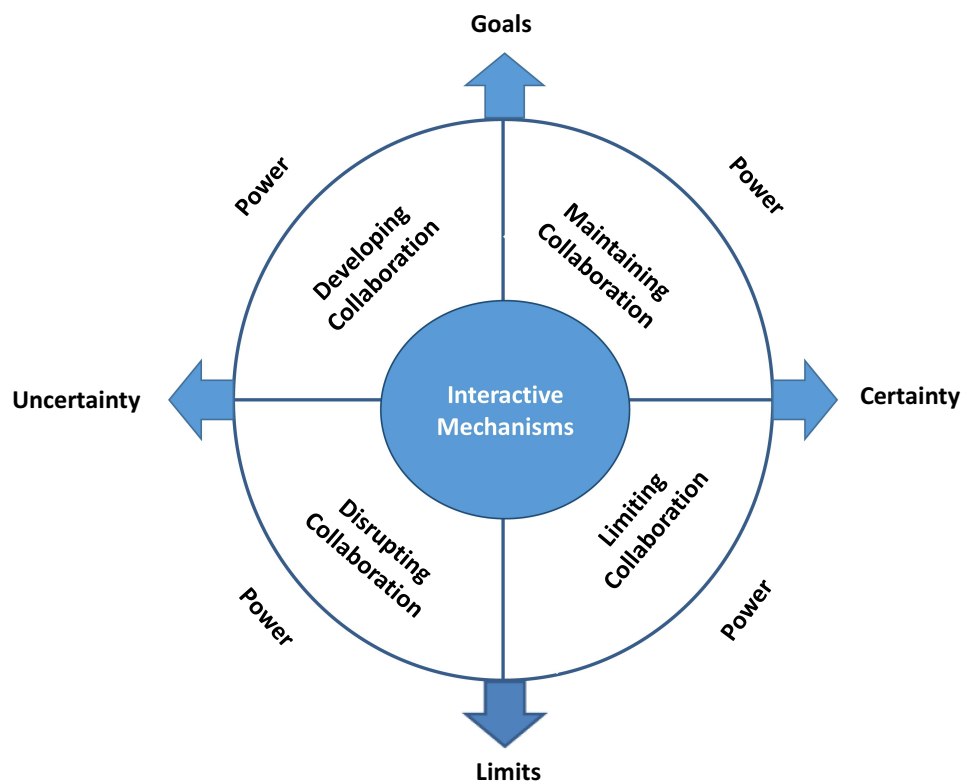 Goals
Power
Power
Developing
Collaboration
Maintaining
Collaboration
Uncertainty
Interactive
Mechanisms
Certainty
Disrupting
Collaboration
Limiting
Collaboration
Power
Power
Limits